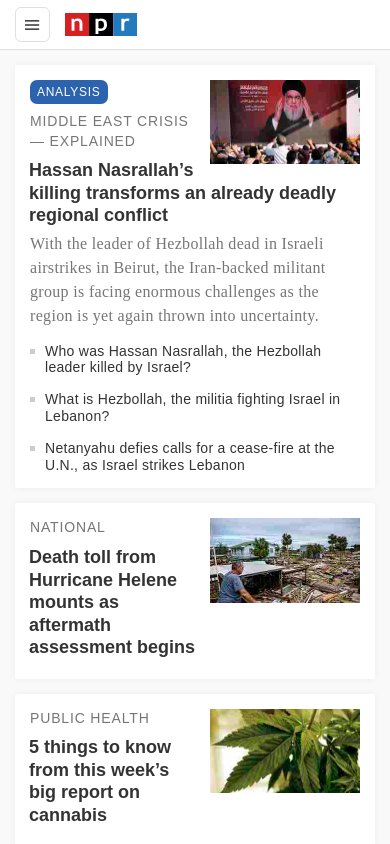 npr
ANALYSIS
MIDDLE EAST CRISIS
— EXPLAINED
Hassan Nasrallah’s
killing transforms an already deadly
regional conflict
With the leader of Hezbollah dead in Israeli
airstrikes in Beirut, the Iran-backed militant
group is facing enormous challenges as the
region is yet again thrown into uncertainty.
Who was Hassan Nasrallah, the Hezbollah
leader killed by Israel?
What is Hezbollah, the militia fighting Israel in
Lebanon?
Netanyahu defies calls for a cease-fire at the
U.N., as Israel strikes Lebanon
NATIONAL
Death toll from
Hurricane Helene
mounts as
aftermath
assessment begins
PUBLIC HEALTH
5 things to know
from this week’s
big report on
cannabis